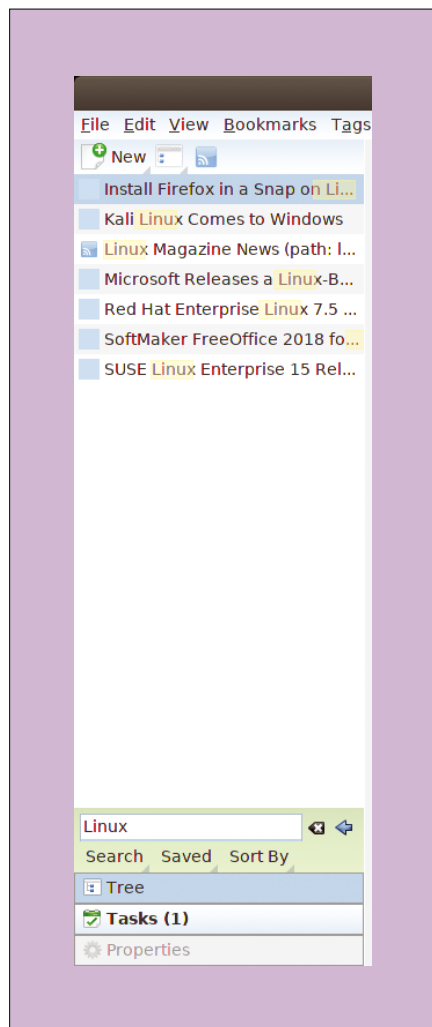 File Edit View Bookmarks Tags
New
Install Firefox in a Snap on Li...
Kali Linux Comes to Windows
Linux Magazine News (path: l...
Microsoft Releases a Linux-B...
Red Hat Enterprise Linux 7.5 ...
SoftMaker FreeOffice 2018 fo...
SUSE Linux Enterprise 15 Rel...
Linux
Search Saved Sort By
Tree
Tasks (1)
Properties